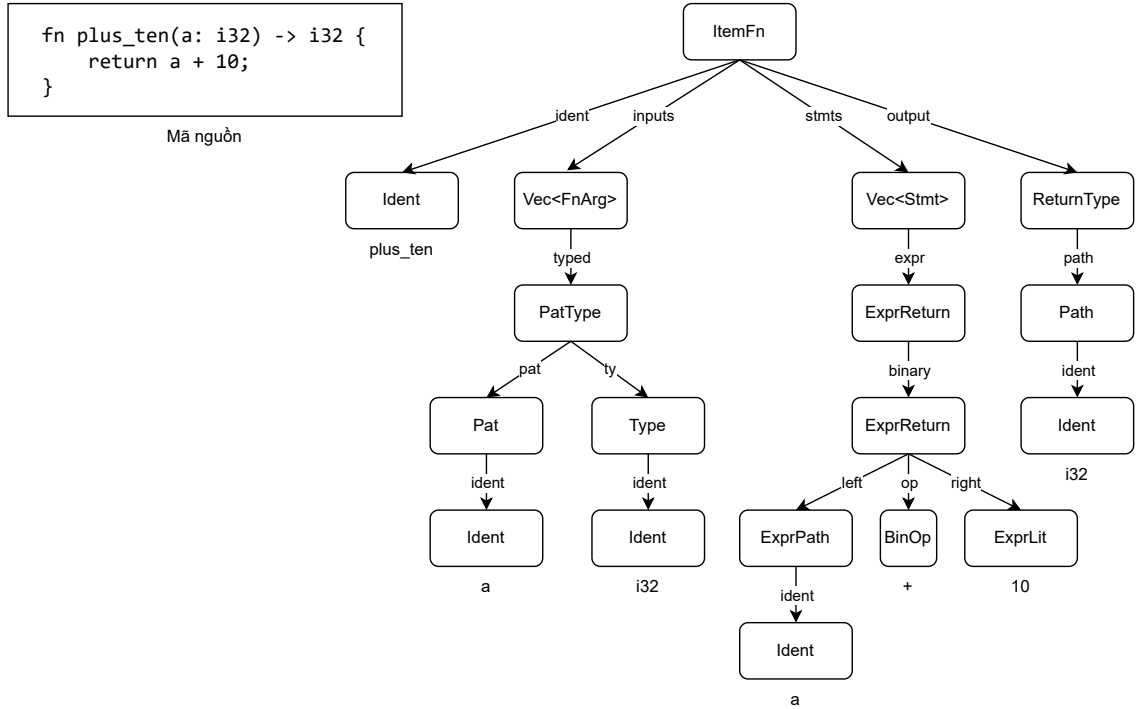 fn plus_ten(a: i32) -> i32 {
    return a + 10;
}
Mã nguồn
ItemFn
ident
inputs
stmts
output
Ident
Vec<FnArg>
Vec<Stmt>
ReturnType
plus_ten
typed
expr
path
PatType
ExprReturn
Path
pat
ty
binary
ident
Pat
Type
ExprReturn
Ident
i32
ident
ident
left
op
right
Ident
Ident
ExprPath
BinOp
ExprLit
a
i32
+
10
ident
Ident
a